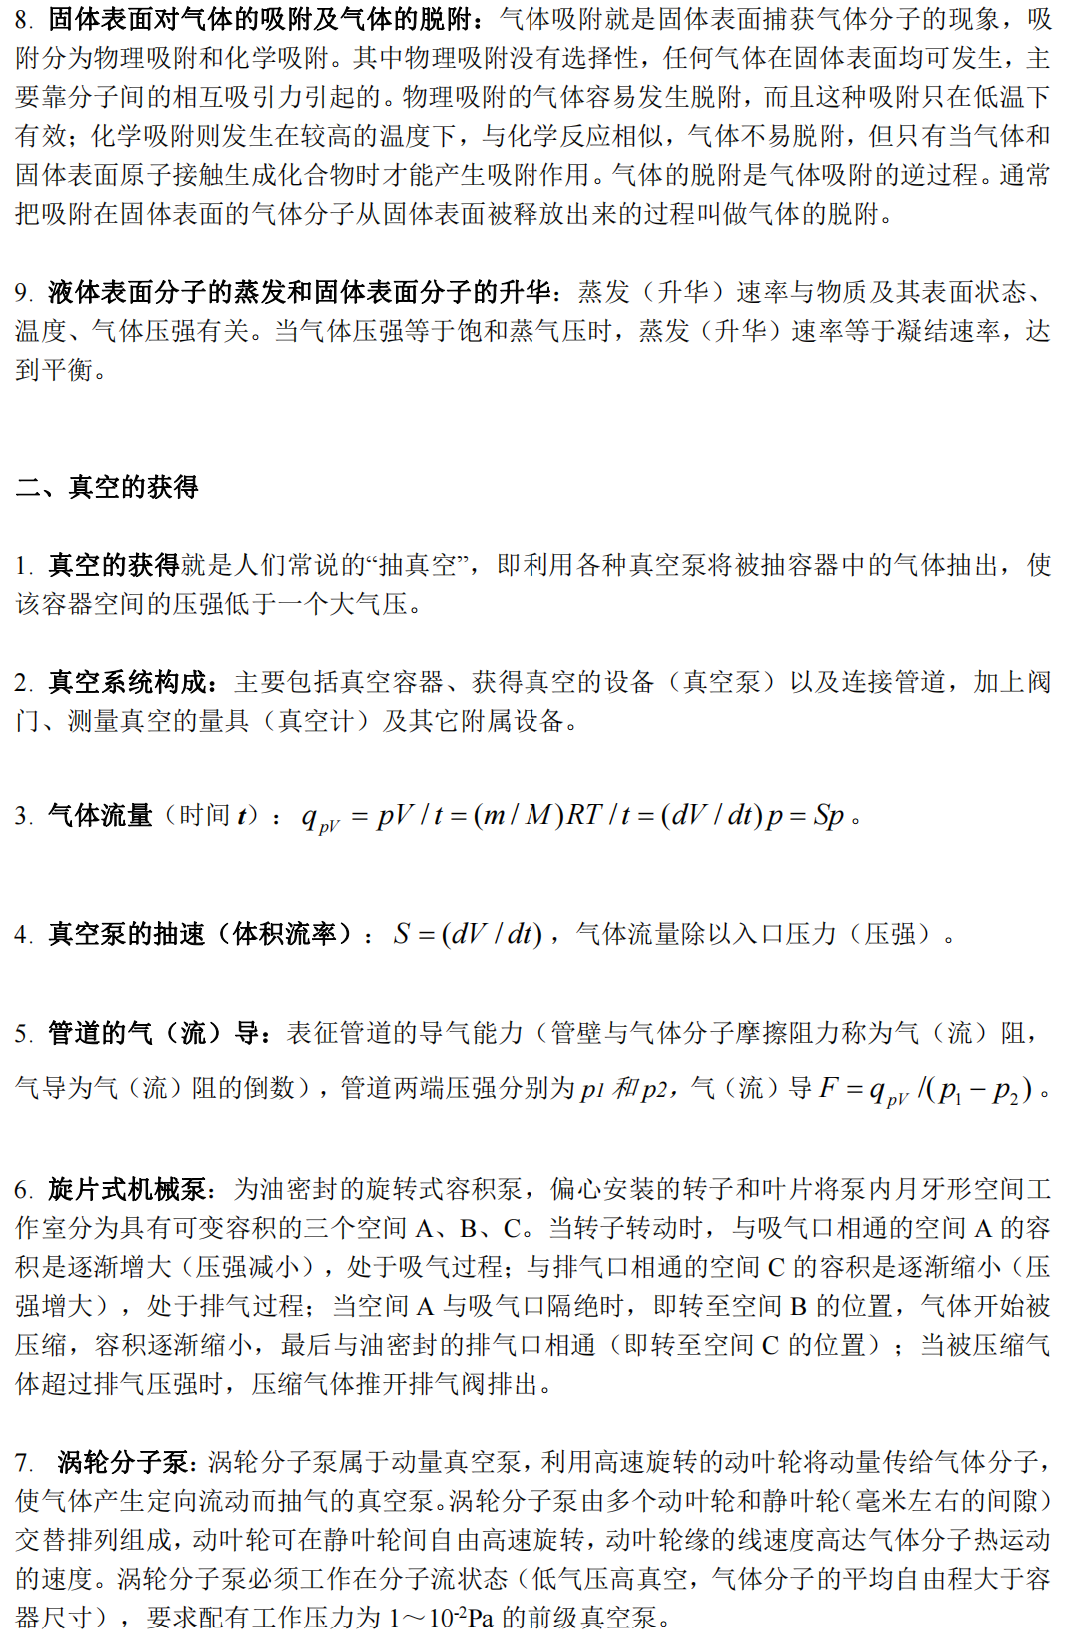 8. 固体表面对气体的吸附及气体的脱附：气体吸附就是固体表面捕获气体分子的现象，吸
附分为物理吸附和化学吸附。其中物理吸附没有选择性，任何气体在固体表面均可发生，主
要靠分子间的相互吸引力引起的。物理吸附的气体容易发生脱附，而且这种吸附只在低温下
有效；化学吸附则发生在较高的温度下，与化学反应相似，气体不易脱附，但只有当气体和
固体表面原子接触生成化合物时才能产生吸附作用。气体的脱附是气体吸附的逆过程。通常
把吸附在固体表面的气体分子从固体表面被释放出来的过程叫做气体的脱附。
9. 液体表面分子的蒸发和固体表面分子的升华：蒸发（升华）速率与物质及其表面状态、
温度、气体压强有关。当气体压强等于饱和蒸气压时，蒸发（升华）速率等于凝结速率，达
到平衡。
二、真空的获得
1. 真空的获得就是人们常说的“抽真空”，即利用各种真空泵将被抽容器中的气体抽出，使
该容器空间的压强低于一个大气压。
2. 真空系统构成：主要包括真空容器、获得真空的设备（真空泵）以及连接管道，加上阀
门、测量真空的量具（真空计）及其它附属设备。
3. 气体流量（时间 t）：q_{pV} = pV / t = (m / M)RT / t = (dV / dt)p = Sp。
4. 真空泵的抽速（体积流率）：S = (dV / dt)，气体流量除以入口压力（压强）。
5. 管道的气（流）导：表征管道的导气能力（管壁与气体分子摩擦阻力称为气（流）阻，
气导为气（流）阻的倒数），管道两端压强分别为 p1 和 p2，气（流）导 F = q_{pV} /(p₁ − p₂)。
6. 旋片式机械泵：为油密封的旋转式容积泵，偏心安装的转子和叶片将泵内月牙形空间工
作室分为具有可变容积的三个空间 A、B、C。当转子转动时，与吸气口相通的空间 A 的容
积是逐渐增大（压强减小），处于吸气过程；与排气口相通的空间 C 的容积是逐渐缩小（压
强增大），处于排气过程；当空间 A 与吸气口隔绝时，即转至空间 B 的位置，气体开始被
压缩，容积逐渐缩小，最后与油密封的排气口相通（即转至空间 C 的位置）；当被压缩气
体超过排气压强时，压缩气体推开排气阀排出。
7. 涡轮分子泵：涡轮分子泵属于动量真空泵，利用高速旋转的动叶轮将动量传给气体分子，
使气体产生定向流动而抽气的真空泵。涡轮分子泵由多个动叶轮和静叶轮（毫米左右的间隙）
交替排列组成，动叶轮可在静叶轮间自由高速旋转，动叶轮缘的线速度高达气体分子热运动
的速度。涡轮分子泵必须工作在分子流状态（低气压高真空，气体分子的平均自由程大于容
器尺寸），要求配有工作压力为 1～10⁻²Pa 的前级真空泵。